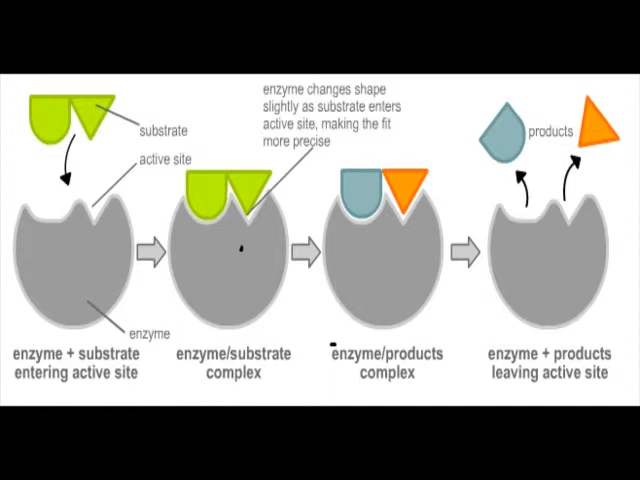 enzyme changes shape
slightly as substrate enters
active site, making the fit
more precise
substrate
active site
products
enzyme
enzyme + substrate
entering active site
enzyme/substrate
complex
enzyme/products
complex
enzyme + products
leaving active site